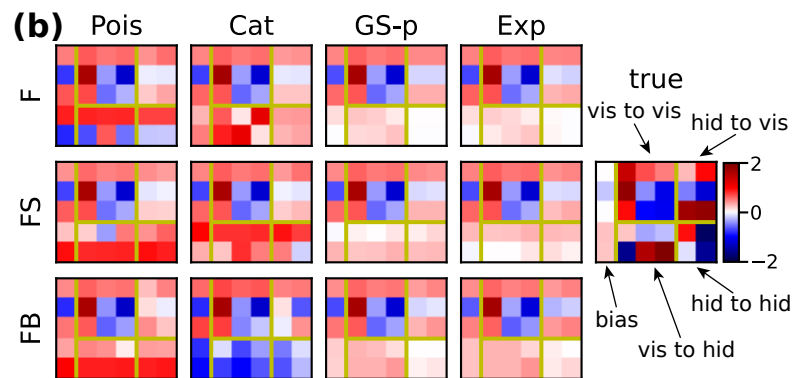 (b)
Pois Cat GS-p Exp
F
FS
FB
true
vis to vis
hid to vis
2
0
−2
bias
vis to hid
hid to hid